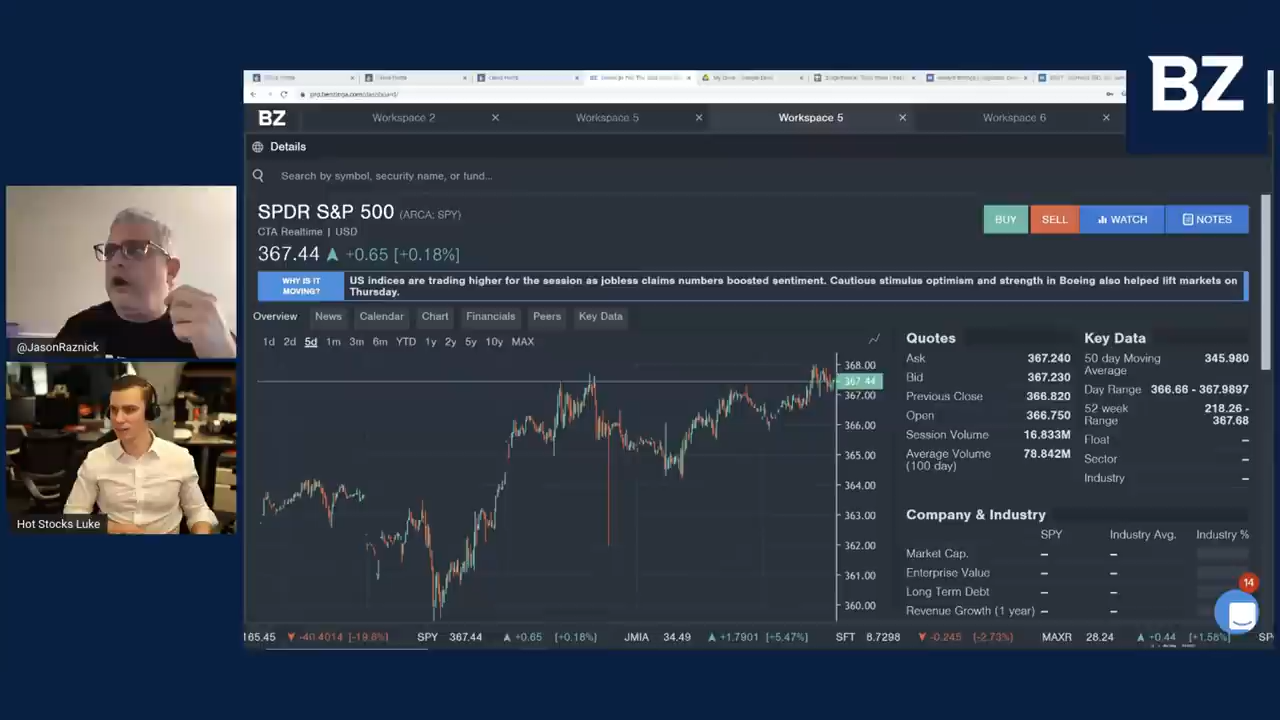 BZ
pro.benzinga.com/dashboard/
BZ Workspace 2 × Workspace 5 × Workspace 5 × Workspace 6 ×
Details
Search by symbol, security name, or fund...
SPDR S&P 500 (ARCA: SPY)
BUY SELL WATCH NOTES
CTA Realtime | USD
367.44 ▲ +0.65 [+0.18%]
WHY IS IT MOVING?
US indices are trading higher for the session as jobless claims numbers boosted sentiment. Cautious stimulus optimism and strength in Boeing also helped lift markets on
Thursday.
Overview News Calendar Chart Financials Peers Key Data
1d 2d 5d 1m 3m 6m YTD 1y 2y 5y 10y MAX
368.00
367.44
367.00
366.00
365.00
364.00
363.00
362.00
361.00
360.00
Quotes
Ask 367.240
Bid 367.230
Previous Close 366.820
Open 366.750
Session Volume 16.833M
Average Volume 78.842M
(100 day)
Key Data
50 day Moving 345.980
Average
Day Range 366.66 - 367.9897
52 week 218.26 -
Range 367.68
Float –
Sector –
Industry –
Company & Industry
SPY Industry Avg. Industry %
Market Cap. – –
Enterprise Value – –
Long Term Debt – –
Revenue Growth (1 year) – –
14
165.45 ▼ -40.4014 [-19.6%] SPY 367.44 ▲ +0.65 [+0.18%] JMIA 34.49 ▲ +1.7901 [+5.47%] SFT 8.7298 ▼ -0.245 (-2.73%) MAXR 28.24 ▲ +0.44 [+1.58%] SP
@JasonRaznick
Hot Stocks Luke